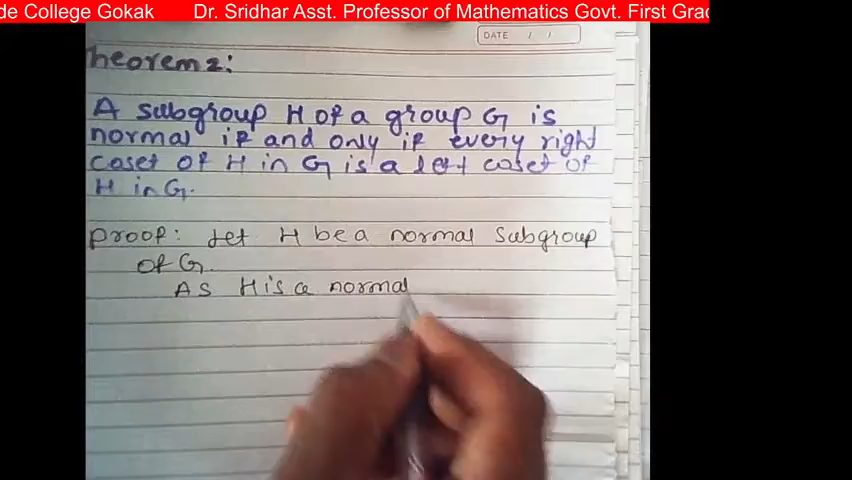 de College Gokak Dr. Sridhar Asst. Professor of Mathematics Govt. First Grad
DATE / /
Theorem 2:
A subgroup H of a group G is
normal if and only if every right
coset of H in G is a left coset of
H in G.
Proof: Let H be a normal subgroup
of G.
As H is a normal